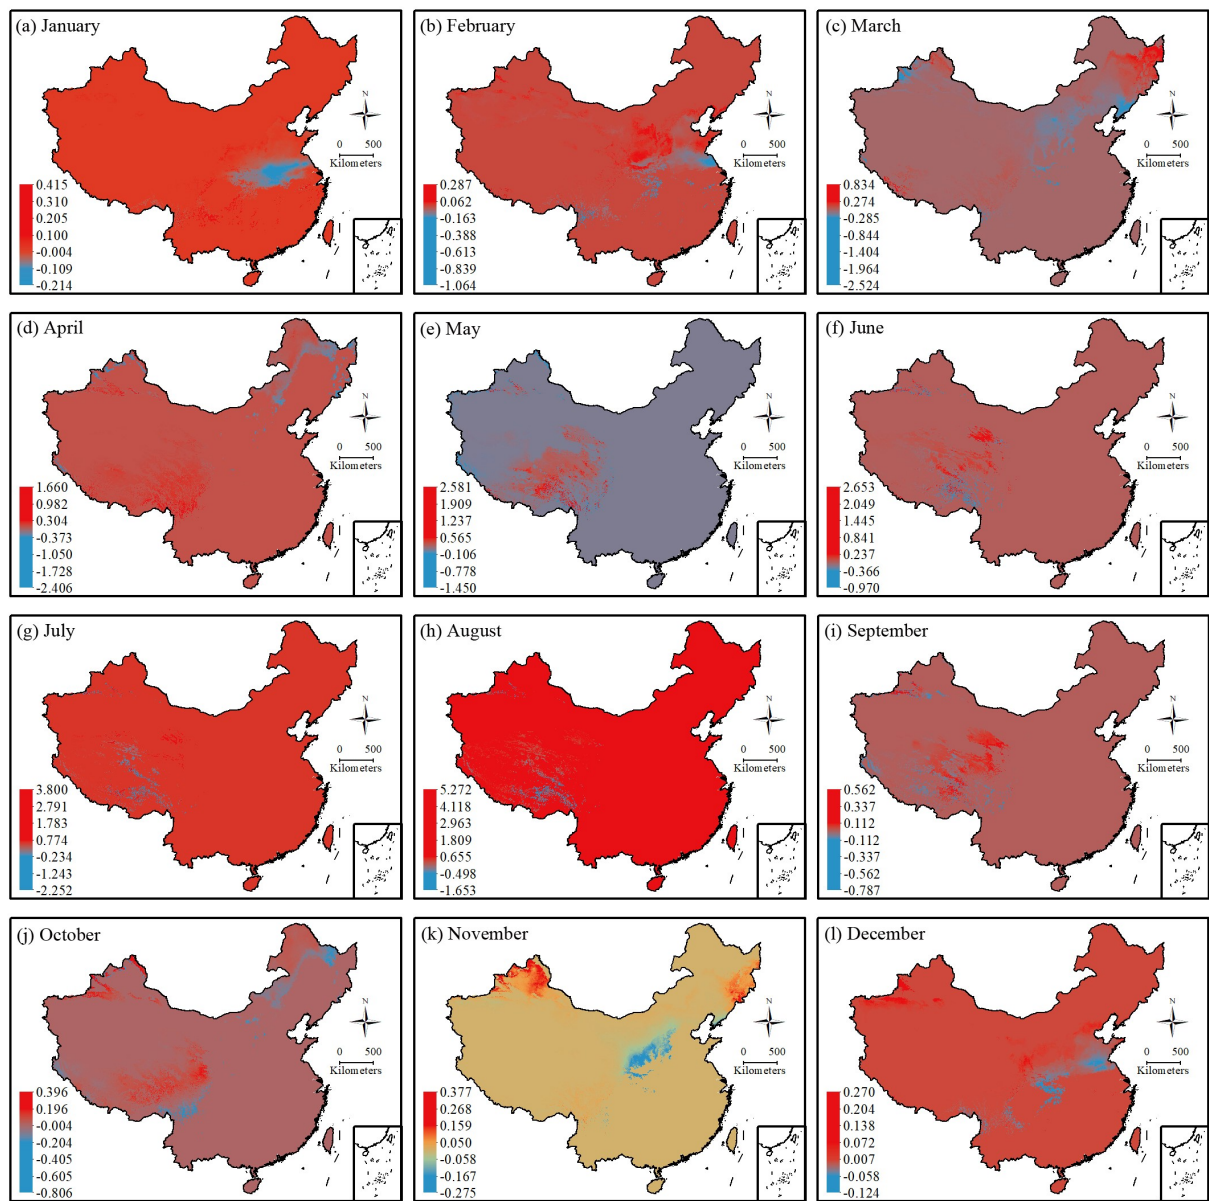 (a) January
N
0 500
Kilometers
0.415
0.310
0.205
0.100
-0.004
-0.109
-0.214
(b) February
N
0 500
Kilometers
0.287
0.062
-0.163
-0.388
-0.613
-0.839
-1.064
(c) March
N
0 500
Kilometers
0.834
0.274
-0.285
-0.844
-1.404
-1.964
-2.524
(d) April
N
0 500
Kilometers
1.660
0.982
0.304
-0.373
-1.050
-1.728
-2.406
(e) May
N
0 500
Kilometers
2.581
1.909
1.237
0.565
-0.106
-0.778
-1.450
(f) June
N
0 500
Kilometers
2.653
2.049
1.445
0.841
0.237
-0.366
-0.970
(g) July
N
0 500
Kilometers
3.800
2.791
1.783
0.774
-0.234
-1.243
-2.252
(h) August
N
0 500
Kilometers
5.272
4.118
2.963
1.809
0.655
-0.498
-1.653
(i) September
N
0 500
Kilometers
0.562
0.337
0.112
-0.112
-0.337
-0.562
-0.787
(j) October
N
0 500
Kilometers
0.396
0.196
-0.004
-0.204
-0.405
-0.605
-0.806
(k) November
N
0 500
Kilometers
0.377
0.268
0.159
0.050
-0.058
-0.167
-0.275
(l) December
N
0 500
Kilometers
0.270
0.204
0.138
0.072
0.007
-0.058
-0.124